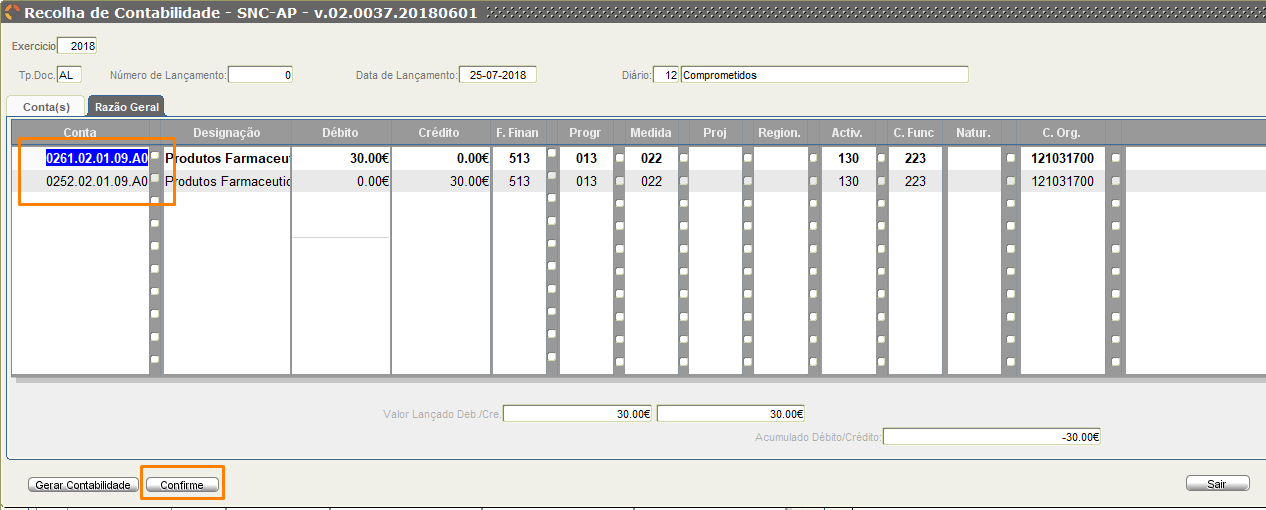 Recolha de Contabilidade - SNC-AP - v.02.0037.20180601
Exercicio 2018
Tp.Doc. AL Número de Lançamento: 0 Data de Lançamento: 25-07-2018 Diário: 12 Comprometidos
Conta(s) Razão Geral
Conta Designação Débito Crédito F. Finan Progr Medida Proj Region. Activ. C. Func Natur. C. Org.
0261.02.01.09.A0 Produtos Farmaceut 30.00€ 0.00€ 513 013 022 130 223 121031700
0252.02.01.09.A0 Produtos Farmaceutic 0.00€ 30.00€ 513 013 022 130 223 121031700
Valor Lançado Deb./Cre. 30.00€ 30.00€
Acumulado Débito/Crédito: -30.00€
Gerar Contabilidade Confirme Sair